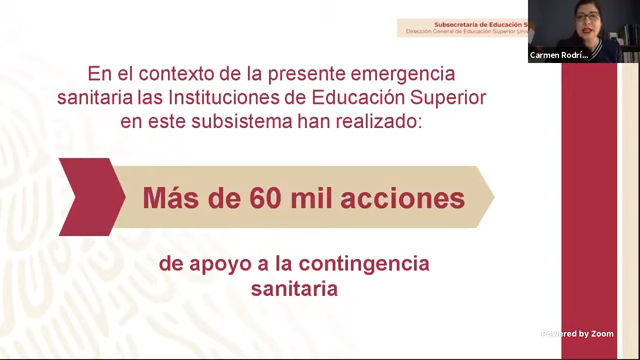 Subsecretaría de Educación S
Dirección General de Educación Superior Univ
Carmen Rodrí...
En el contexto de la presente emergencia
sanitaria las Instituciones de Educación Superior
en este subsistema han realizado:
Más de 60 mil acciones
de apoyo a la contingencia
sanitaria
Powered by Zoom